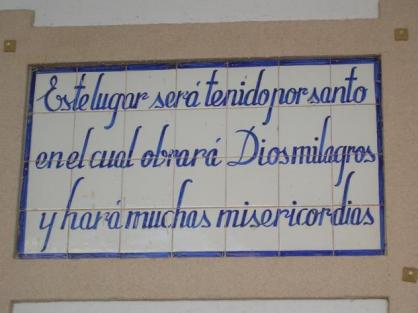 Este lugar será tenido por santo
en el cual obrará Dios milagros
y hará muchas misericordias